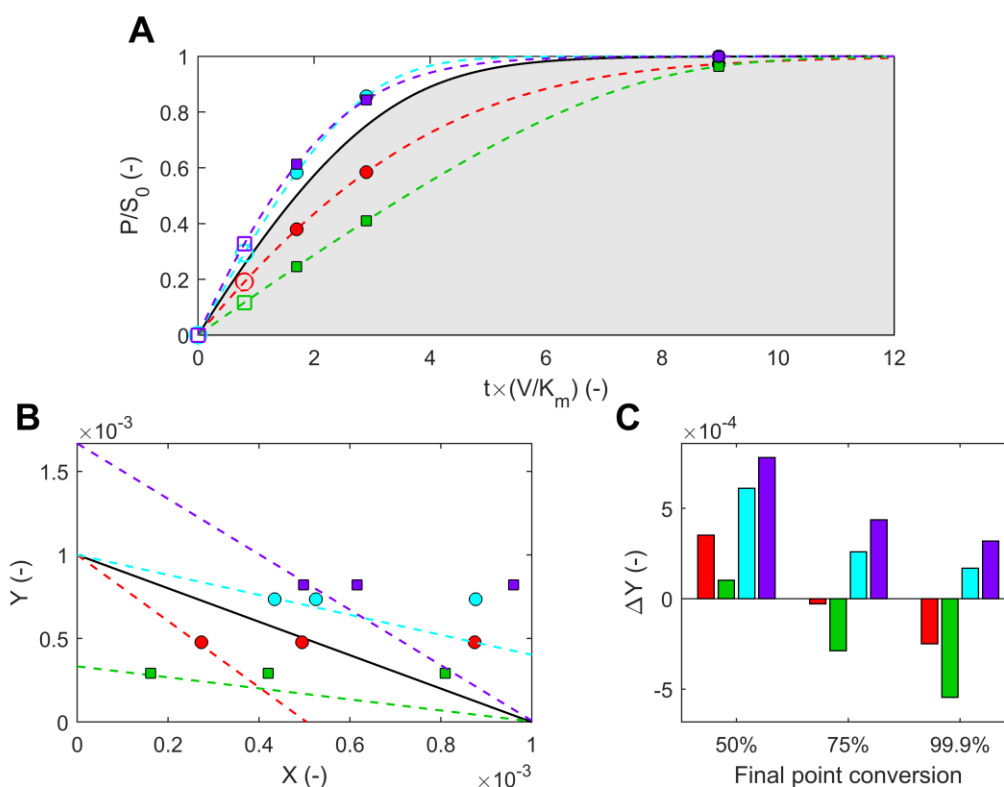 A
P/S0 (-)
1
0.8
0.6
0.4
0.2
0
0 2 4 6 8 10 12
t×(V/Km) (-)
B
×10-3
Y (-)
1.5
1
0.5
0
0 0.2 0.4 0.6 0.8 1
X (-)
×10-3
C
×10-4
ΔY (-)
5
0
-5
50% 75% 99.9%
Final point conversion